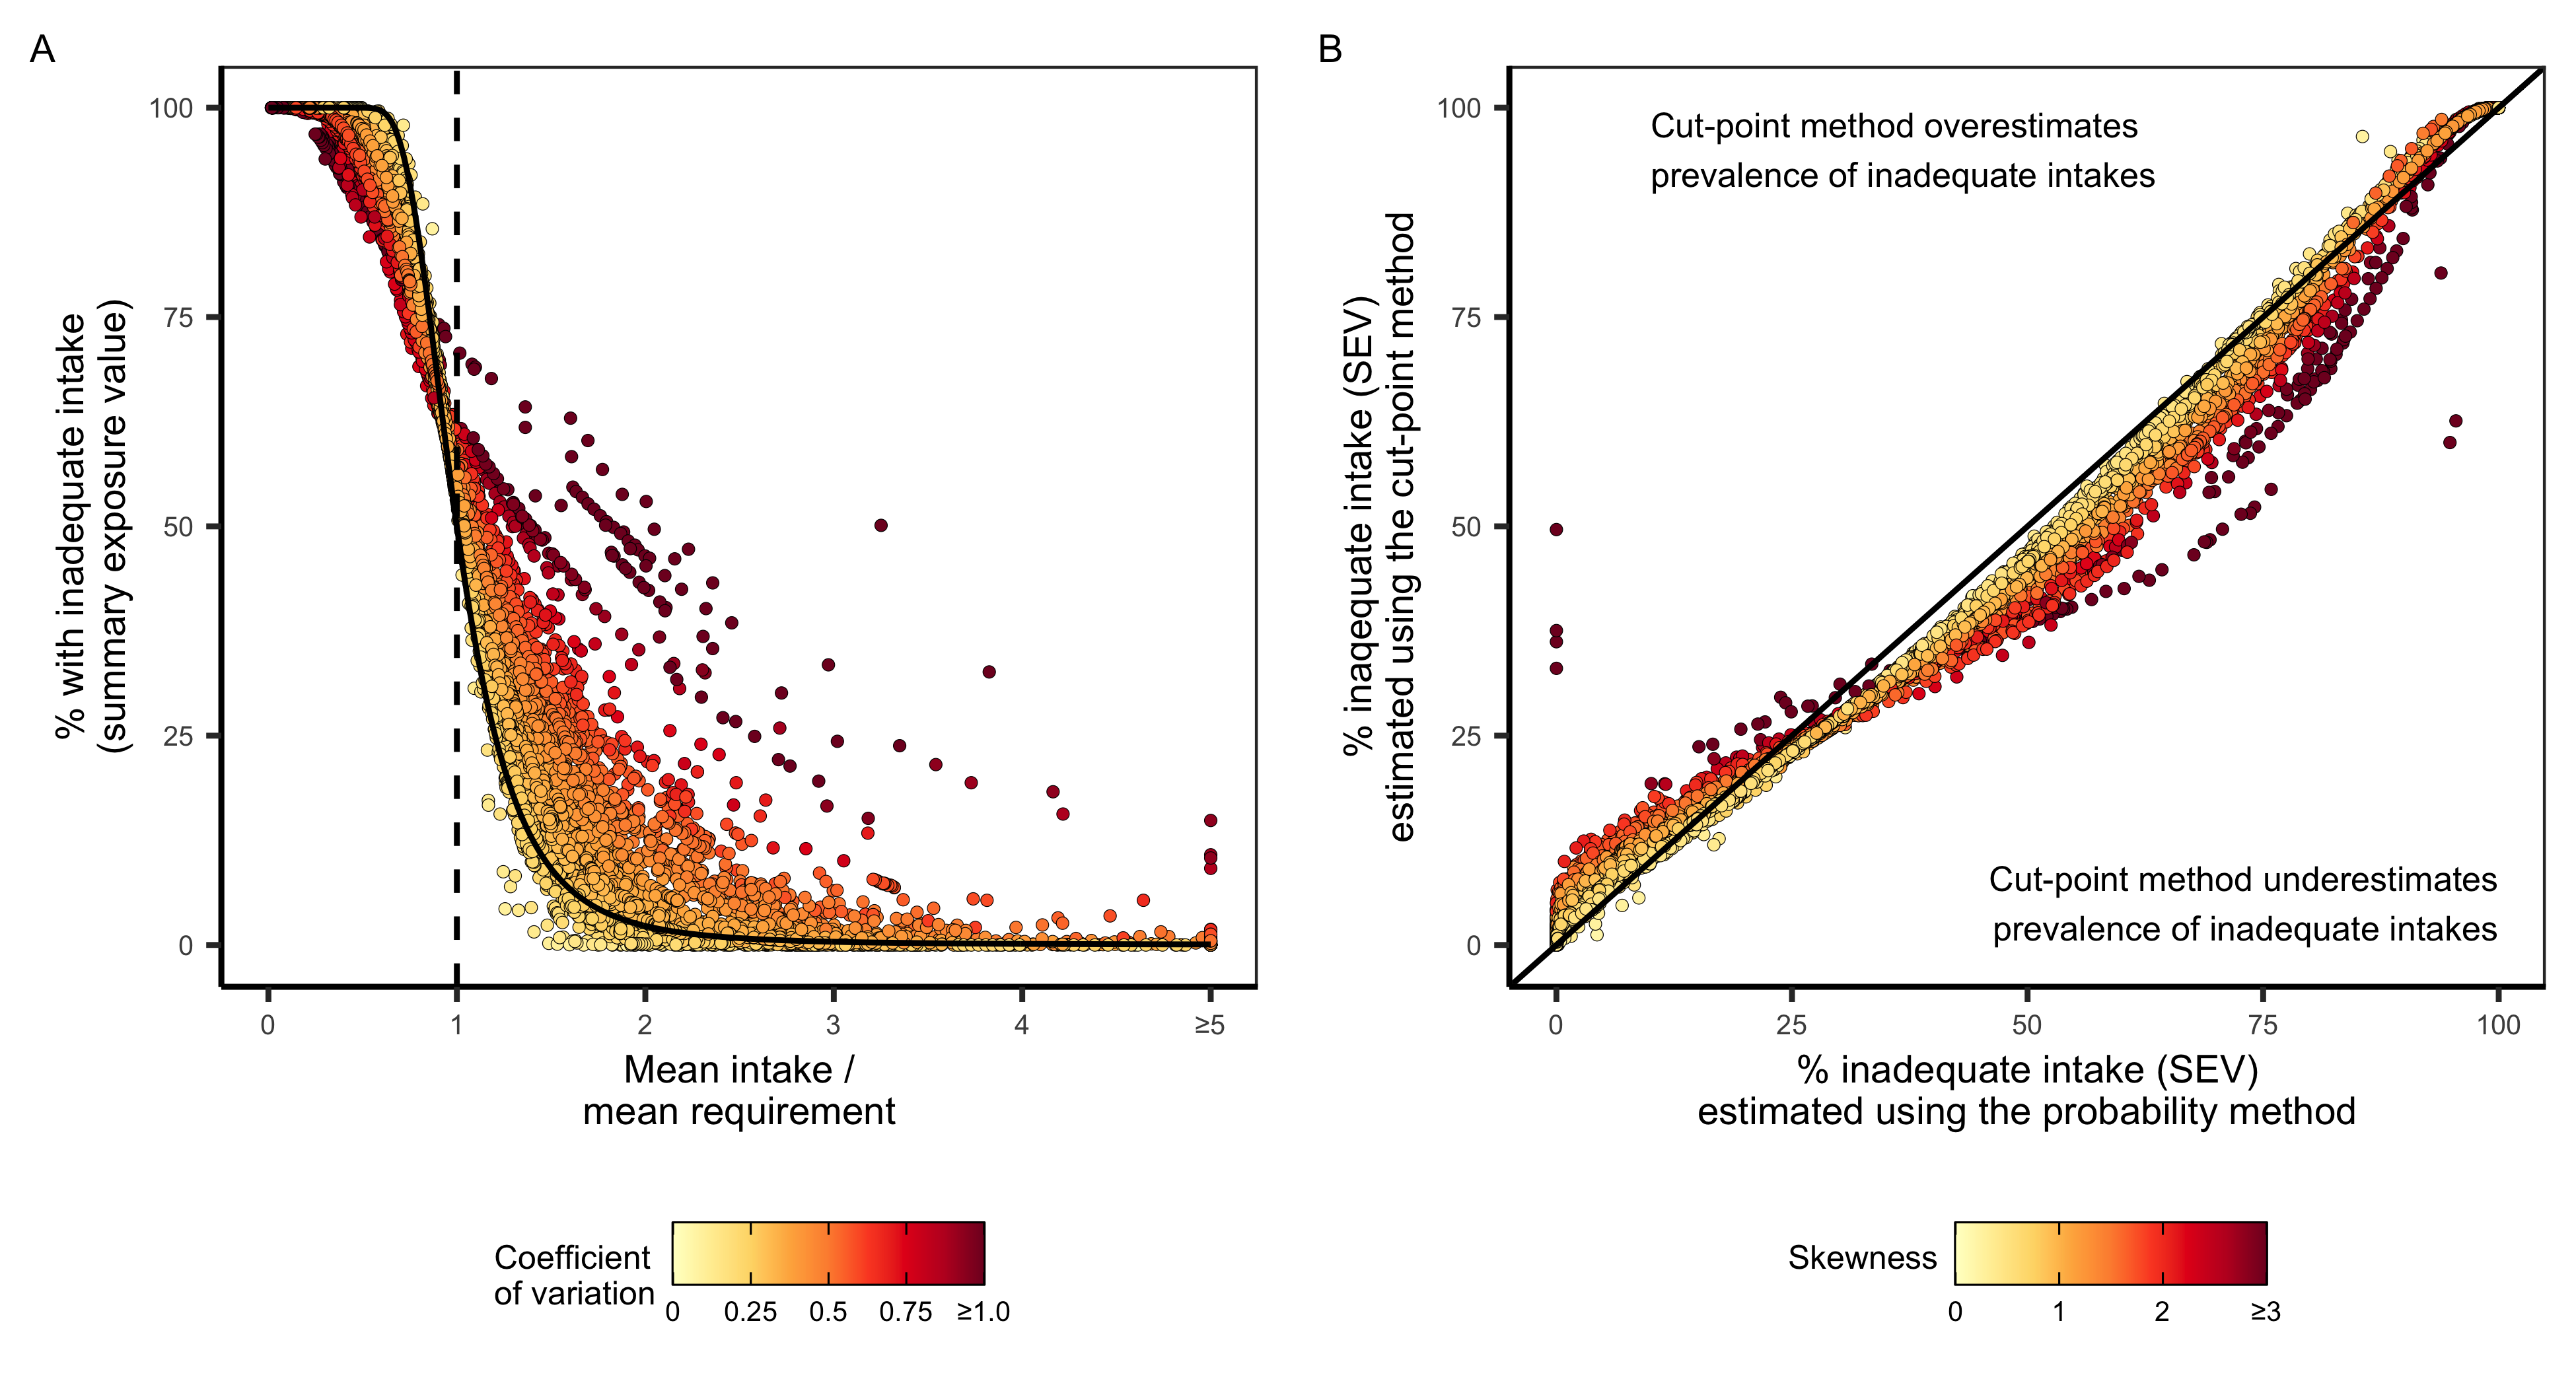 A
% with inadequate intake
(summary exposure value)
100
75
50
25
0
0
1
2
3
4
≥5
Mean intake /
mean requirement
Coefficient
of variation
0
0.25
0.5
0.75
≥1.0
B
% inaqequate intake (SEV)
estimated using the cut-point method
100
75
50
25
0
Cut-point method overestimates
prevalence of inadequate intakes
Cut-point method underestimates
prevalence of inadequate intakes
0
25
50
75
100
% inadequate intake (SEV)
estimated using the probability method
Skewness
0
1
2
≥3